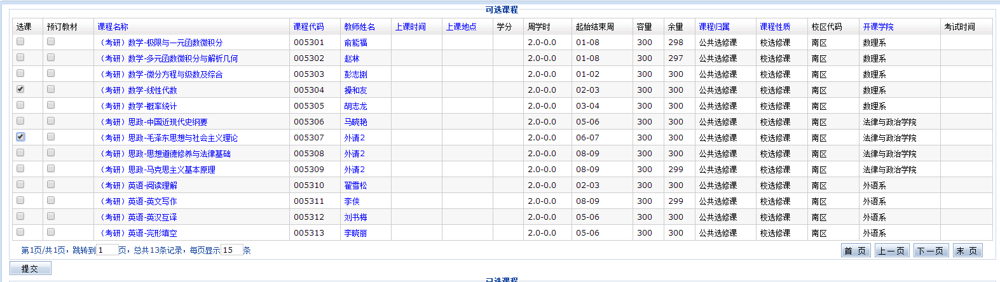 可选课程
选课 预订教材 课程名称 课程代码 教师姓名 上课时间 上课地点 学分 周学时 起始结束周 容量 余量 课程归属 课程性质 校区代码 开课学院 考试时间
（考研）数学-极限与一元函数微积分 005301 俞能福 2.0-0.0 01-08 300 298 公共选修课 校选修课 南区 数理系
（考研）数学-多元函数微积分与解析几何 005302 赵林 2.0-0.0 01-08 300 297 公共选修课 校选修课 南区 数理系
（考研）数学-微分方程与级数及综合 005303 彭志捌 2.0-0.0 01-02 300 300 公共选修课 校选修课 南区 数理系
（考研）数学-线性代数 005304 操和友 2.0-0.0 02-03 300 300 公共选修课 校选修课 南区 数理系
（考研）数学-概率统计 005305 胡志龙 2.0-0.0 03-04 300 300 公共选修课 校选修课 南区 数理系
（考研）思政-中国近现代史纲要 005306 马晓艳 2.0-0.0 05-06 300 300 公共选修课 校选修课 南区 法律与政治学院
（考研）思政-毛泽东思想与社会主义理论 005307 外请2 2.0-0.0 06-07 300 300 公共选修课 校选修课 南区 法律与政治学院
（考研）思政-思想道德修养与法律基础 005308 外请2 2.0-0.0 08-09 300 300 公共选修课 校选修课 南区 法律与政治学院
（考研）思政-马克思主义基本原理 005309 外请2 2.0-0.0 08-09 300 299 公共选修课 校选修课 南区 法律与政治学院
（考研）英语-阅读理解 005310 翟雪松 2.0-0.0 02-03 300 300 公共选修课 校选修课 南区 外语系
（考研）英语-英文写作 005311 李侠 2.0-0.0 08-09 300 299 公共选修课 校选修课 南区 外语系
（考研）英语-英汉互译 005312 刘书梅 2.0-0.0 05-06 300 300 公共选修课 校选修课 南区 外语系
（考研）英语-完形填空 005313 李晓丽 2.0-0.0 05-06 300 300 公共选修课 校选修课 南区 外语系
第1页/共1页，跳转到 1 页，总共13条记录，每页显示 15 条 首 页 上一页 下一页 末 页
提交
已选课程